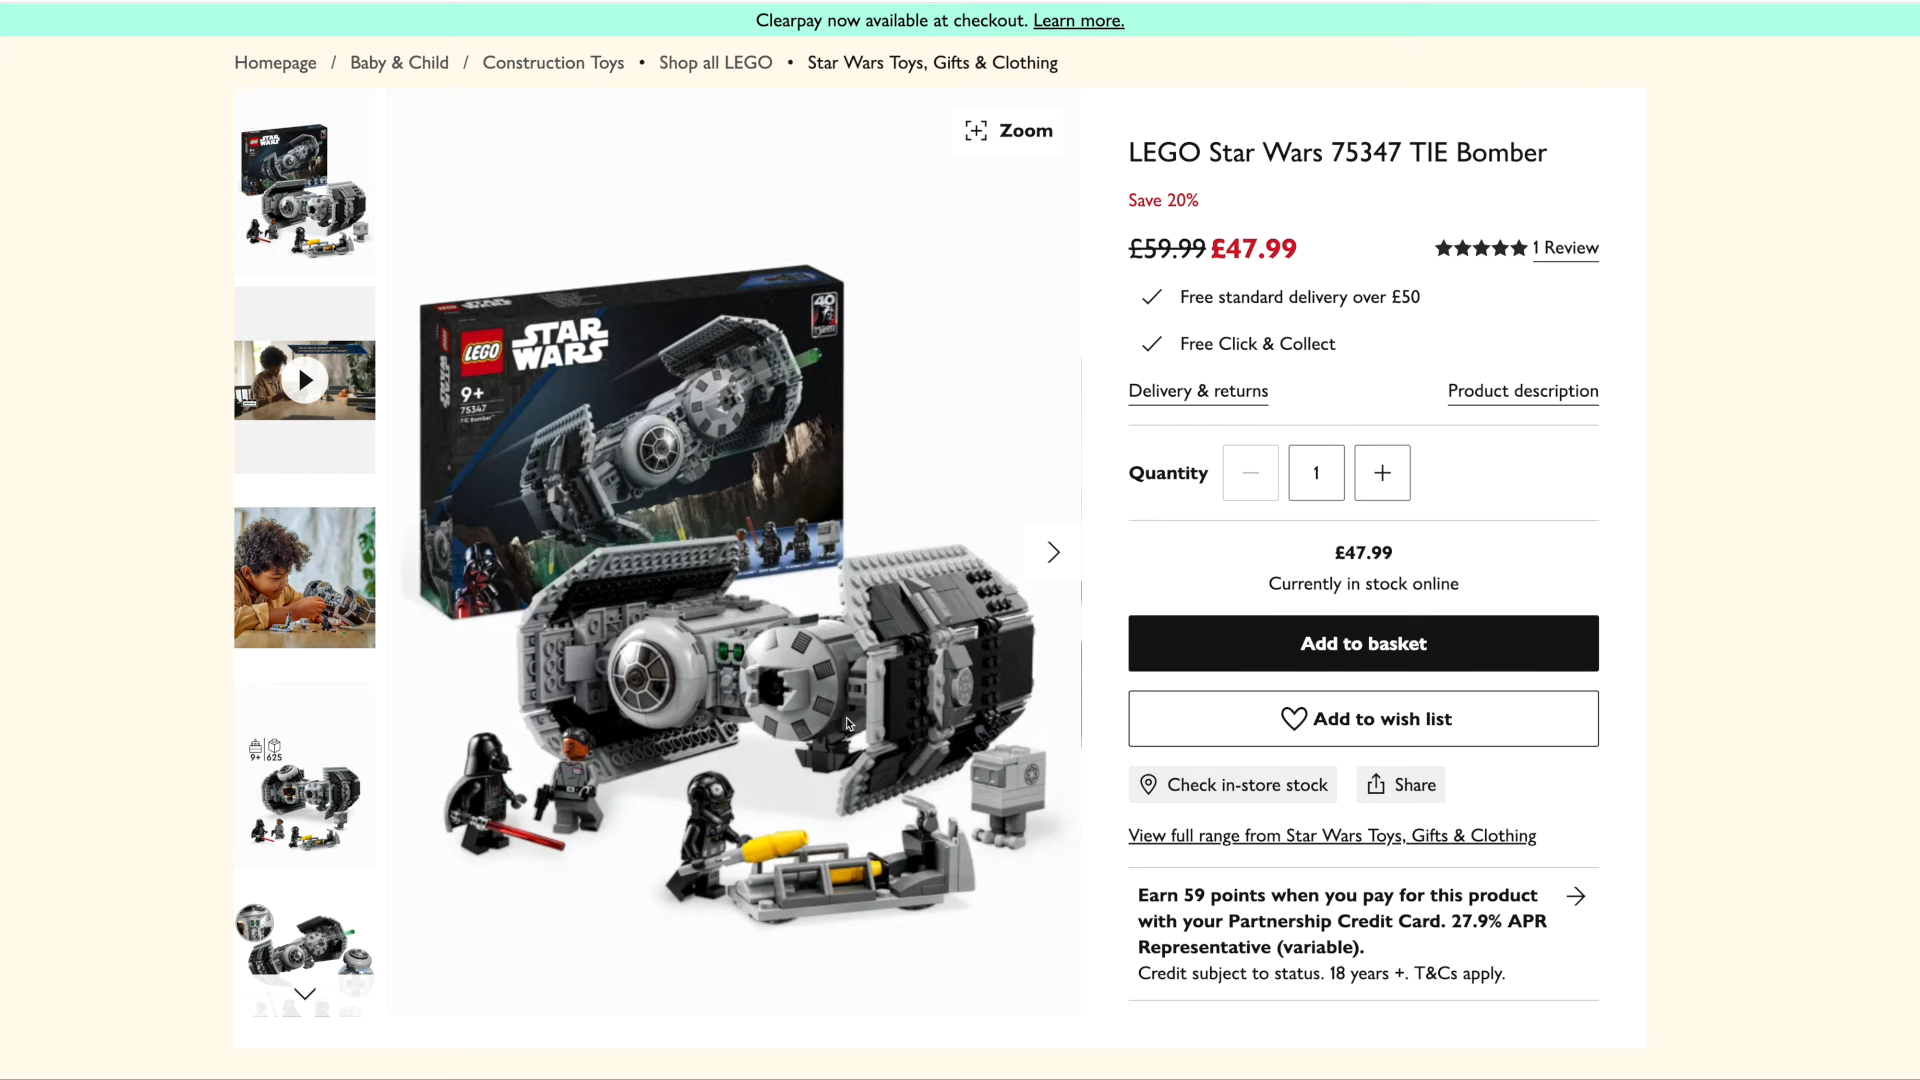 Clearpay now available at checkout. Learn more.
Homepage / Baby & Child / Construction Toys • Shop all LEGO • Star Wars Toys, Gifts & Clothing
Zoom
LEGO
STAR WARS
9+
75347
TIE Bomber
40
9+ 625
LEGO Star Wars 75347 TIE Bomber
Save 20%
£59.99 £47.99
1 Review
Free standard delivery over £50
Free Click & Collect
Delivery & returns
Product description
Quantity
1
£47.99
Currently in stock online
Add to basket
Add to wish list
Check in-store stock
Share
View full range from Star Wars Toys, Gifts & Clothing
Earn 59 points when you pay for this product
with your Partnership Credit Card. 27.9% APR
Representative (variable).
Credit subject to status. 18 years +. T&Cs apply.